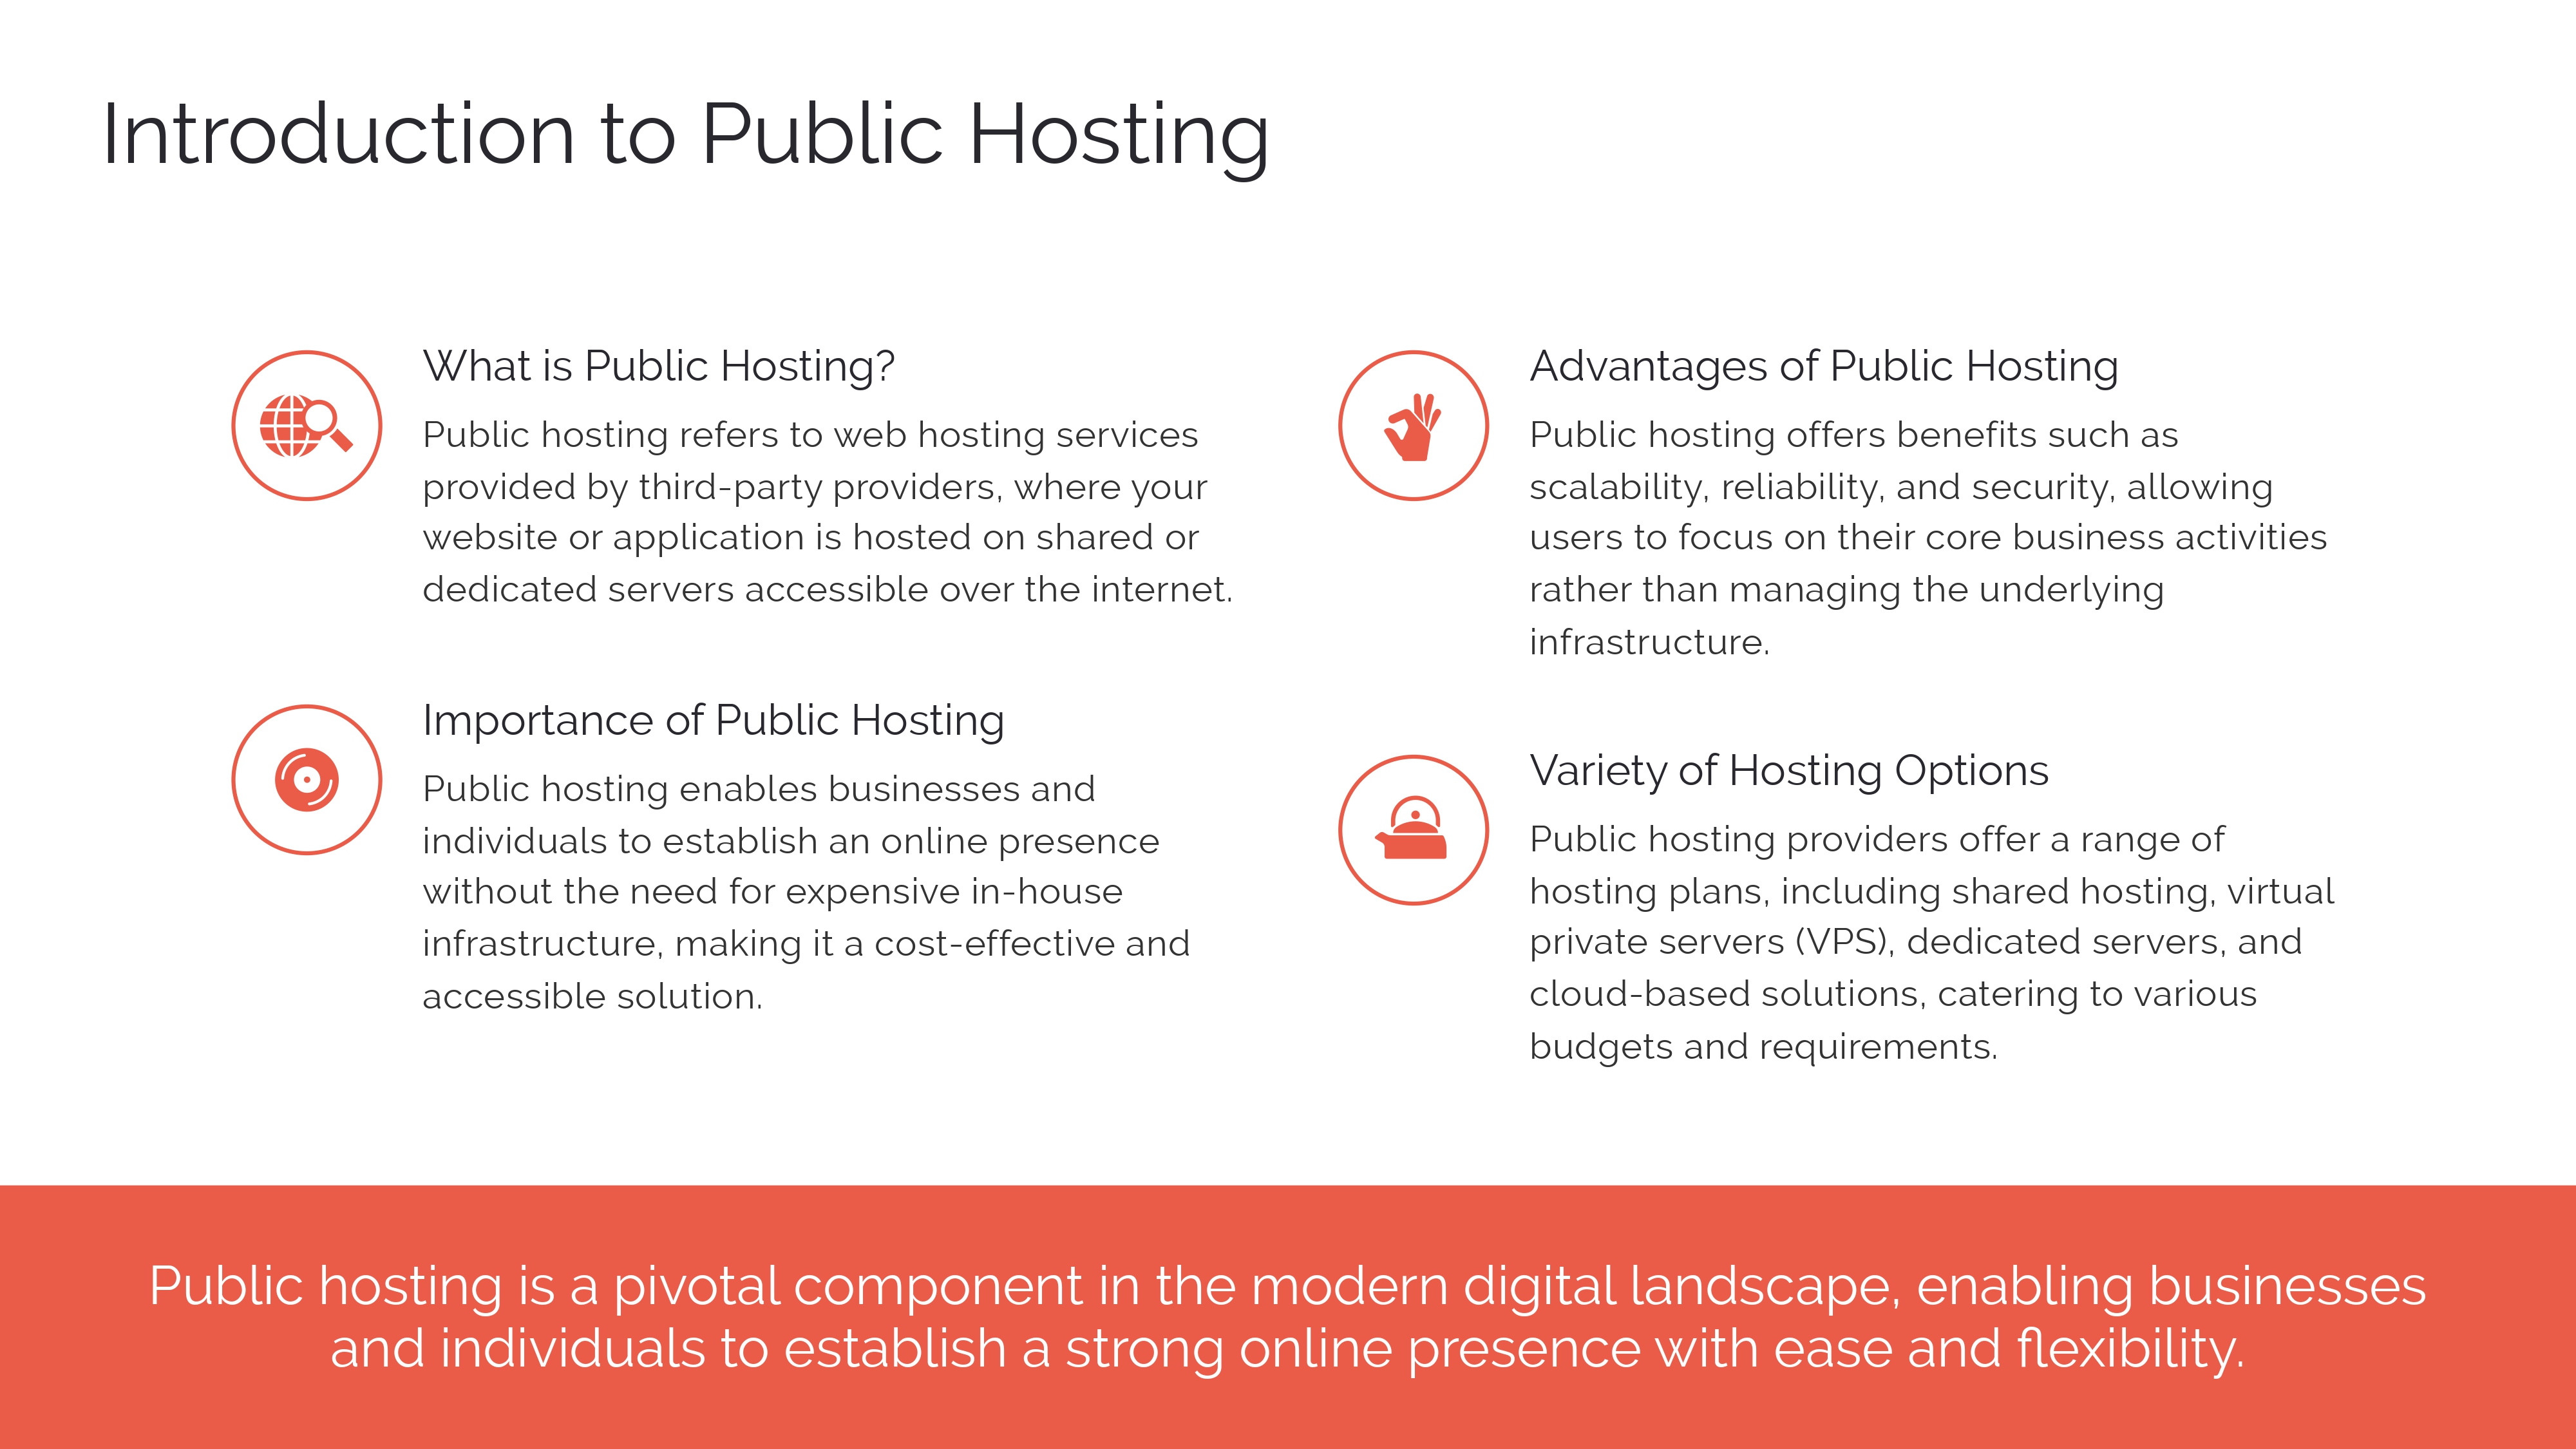 Introduction to Public Hosting
What is Public Hosting?
Public hosting refers to web hosting services
provided by third-party providers, where your
website or application is hosted on shared or
dedicated servers accessible over the internet.
Importance of Public Hosting
Public hosting enables businesses and
individuals to establish an online presence
without the need for expensive in-house
infrastructure, making it a cost-effective and
accessible solution.
Advantages of Public Hosting
Public hosting offers benefits such as
scalability, reliability, and security, allowing
users to focus on their core business activities
rather than managing the underlying
infrastructure.
Variety of Hosting Options
Public hosting providers offer a range of
hosting plans, including shared hosting, virtual
private servers (VPS), dedicated servers, and
cloud-based solutions, catering to various
budgets and requirements.
Public hosting is a pivotal component in the modern digital landscape, enabling businesses
and individuals to establish a strong online presence with ease and flexibility.